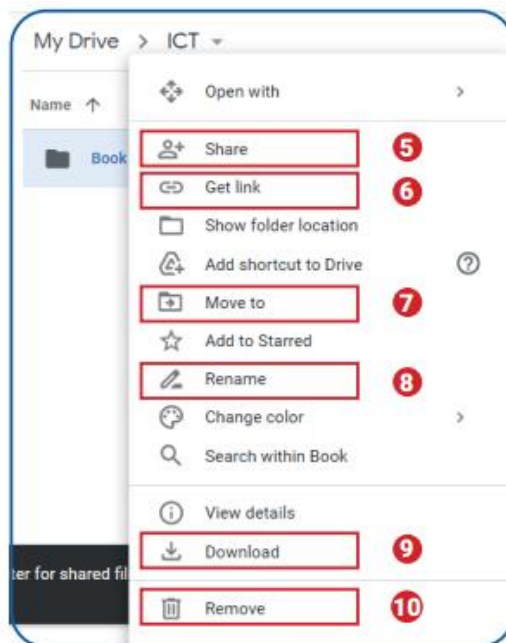 My Drive > ICT
Name ↑
Open with >
Book
Share 5
Get link 6
Show folder location
Add shortcut to Drive ?
Move to 7
Add to Starred
Rename 8
Change color >
Search within Book
View details
Download 9
ter for shared fil
Remove 10